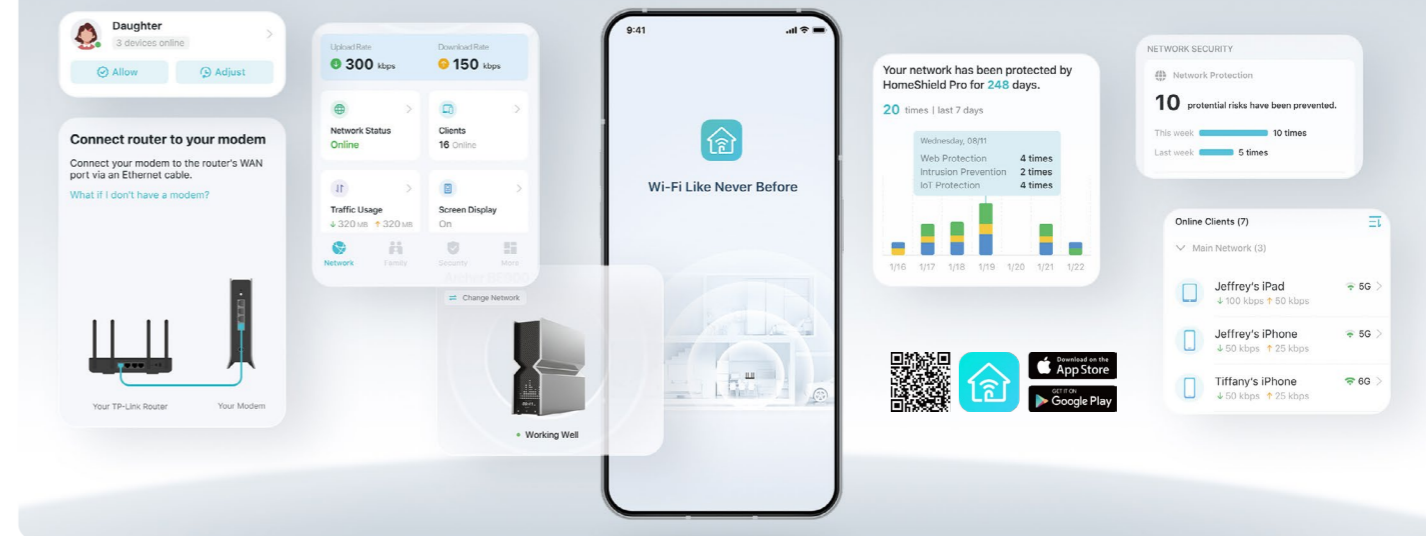 Daughter
3 devices online
Allow
Adjust
Connect router to your modem
Connect your modem to the router's WAN
port via an Ethernet cable.
What if I don't have a modem?
Your TP-Link Router
Your Modem
Upload Rate
Download Rate
300 kbps
150 kbps
Network Status
Online
Clients
16 Online
Traffic Usage
↓ 320 MB ↑ 320 MB
Screen Display
On
Network
Family
Security
More
Change Network
Working Well
9:41
Wi-Fi Like Never Before
Your network has been protected by
HomeShield Pro for 248 days.
20 times | last 7 days
Wednesday, 08/11
Web Protection 4 times
Intrusion Prevention 2 times
IoT Protection 4 times
1/16 1/17 1/18 1/19 1/20 1/21 1/22
Download on the
App Store
GET IT ON
Google Play
NETWORK SECURITY
Network Protection
10 protential risks have been prevented.
This week 10 times
Last week 5 times
Online Clients (7)
Main Network (3)
Jeffrey's iPad
↓ 100 kbps ↑ 50 kbps
5G
Jeffrey's iPhone
↓ 50 kbps ↑ 25 kbps
5G
Tiffany's iPhone
↓ 50 kbps ↑ 25 kbps
6G